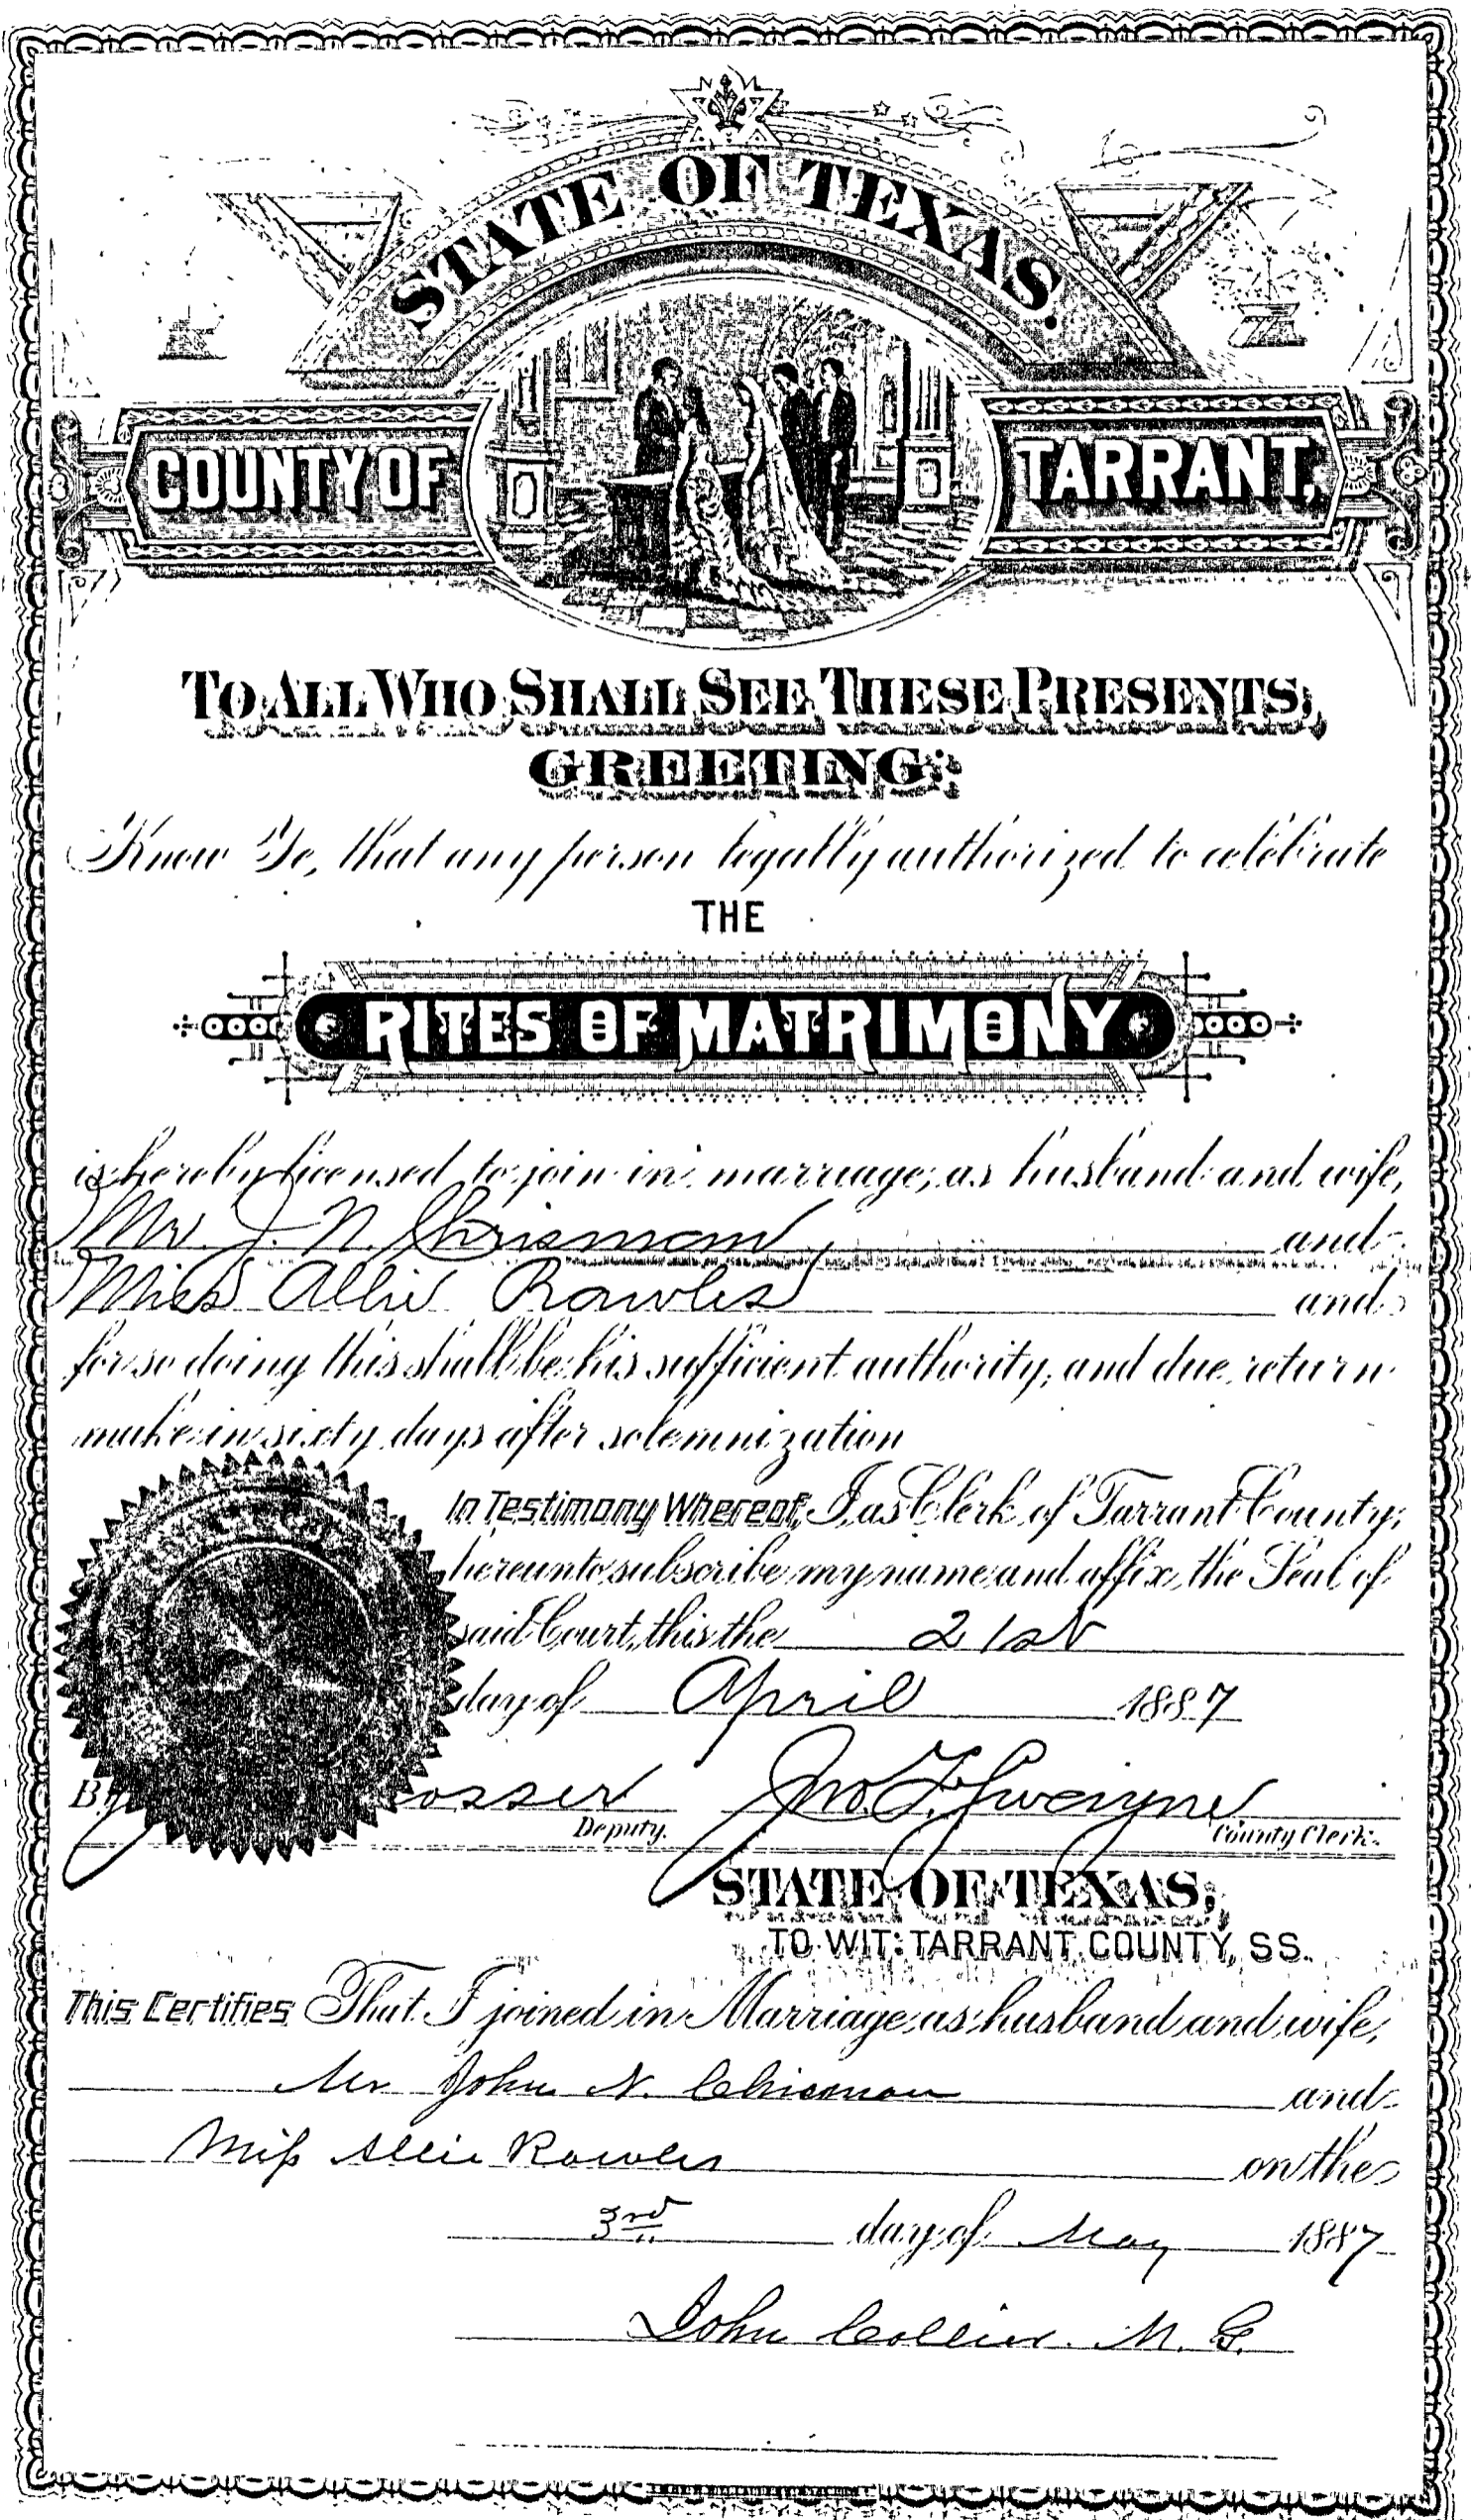 STATE OF TEXAS.
COUNTY OF TARRANT,
TO ALL WHO SHALL SEE THESE PRESENTS,
GREETING:
Know Ye, that any person legally authorized to celebrate
THE
RITES OF MATRIMONY
is hereby licensed to join in marriage, as husband and wife,
Mr. J. N. Chrisman, and
Miss Allie Rawles and
for so doing this shall be his sufficient authority, and due return
make in sixty days after solemnization
In Testimony Whereof, I as Clerk of Tarrant County,
hereunto subscribe my name and affix the Seal of
said Court, this the 21st
day of April 1887
By Jno. F. Swayne
Deputy. County Clerk.
STATE OF TEXAS,
TO WIT: TARRANT COUNTY, SS.
This Certifies That I joined in Marriage as husband and wife,
Mr John N. Chisman and
Miss Allie Rawles on the
3rd day of May 1887
John Collier. M. G.